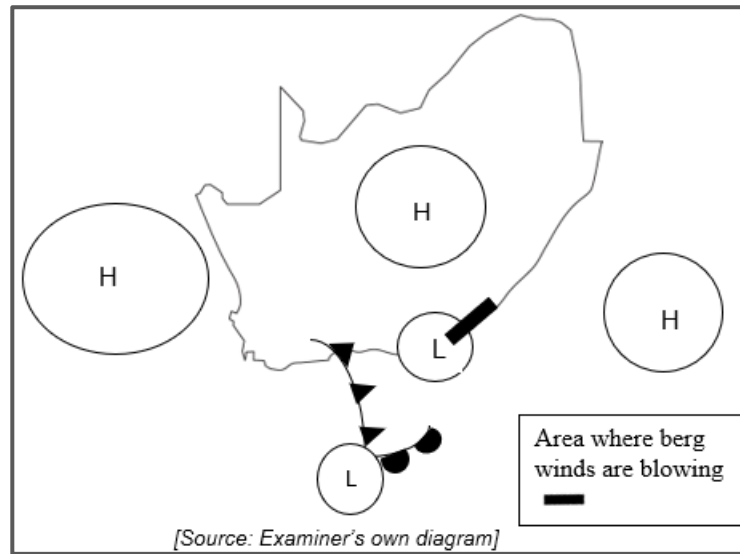 H
H
H
L
L
Area where berg
winds are blowing
[Source: Examiner's own diagram]